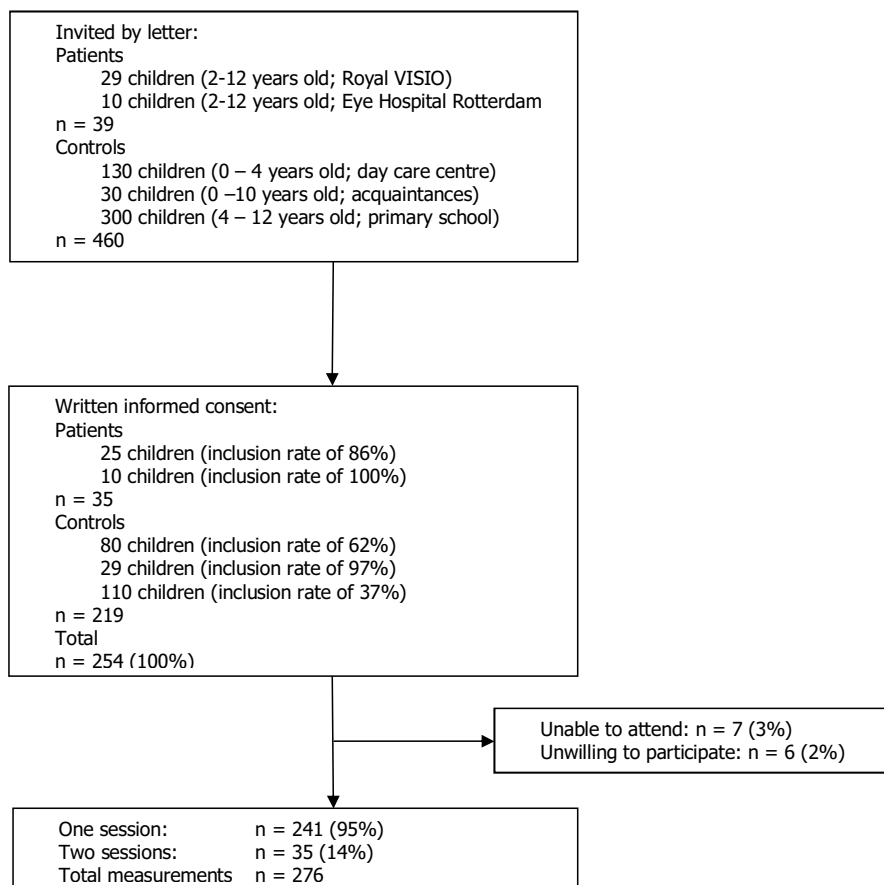 Invited by letter:
Patients
29 children (2-12 years old; Royal VISIO)
10 children (2-12 years old; Eye Hospital Rotterdam
n = 39
Controls
130 children (0 – 4 years old; day care centre)
30 children (0 –10 years old; acquaintances)
300 children (4 – 12 years old; primary school)
n = 460
Written informed consent:
Patients
25 children (inclusion rate of 86%)
10 children (inclusion rate of 100%)
n = 35
Controls
80 children (inclusion rate of 62%)
29 children (inclusion rate of 97%)
110 children (inclusion rate of 37%)
n = 219
Total
n = 254 (100%)
Unable to attend: n = 7 (3%)
Unwilling to participate: n = 6 (2%)
One session: n = 241 (95%)
Two sessions: n = 35 (14%)
Total measurements n = 276